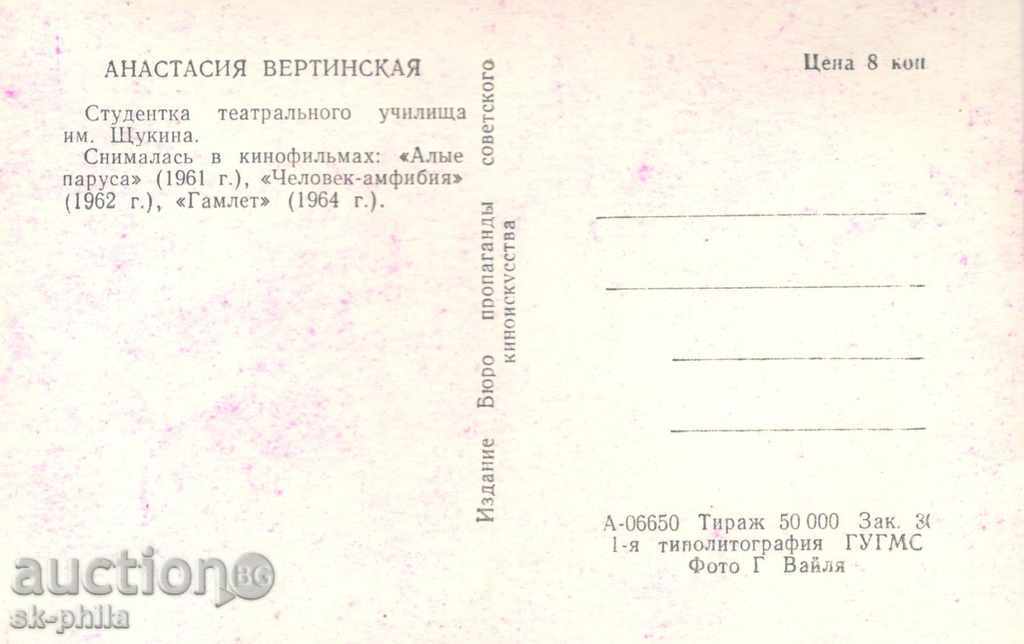 АНАСТАСИЯ ВЕРТИНСКАЯ
Студентка театрального училища
им. Щукина.
Снималась в кинофильмах: «Алые
паруса» (1961 г.), «Человек-амфибия»
(1962 г.), «Гамлет» (1964 г.).
Издание Бюро пропаганды советского
киноискусства
Цена 8 коп
А-06650 Тираж 50 000 Зак.
1-я типолитография ГУГМС
Фото Г Вайля
auction BG
sk-phila